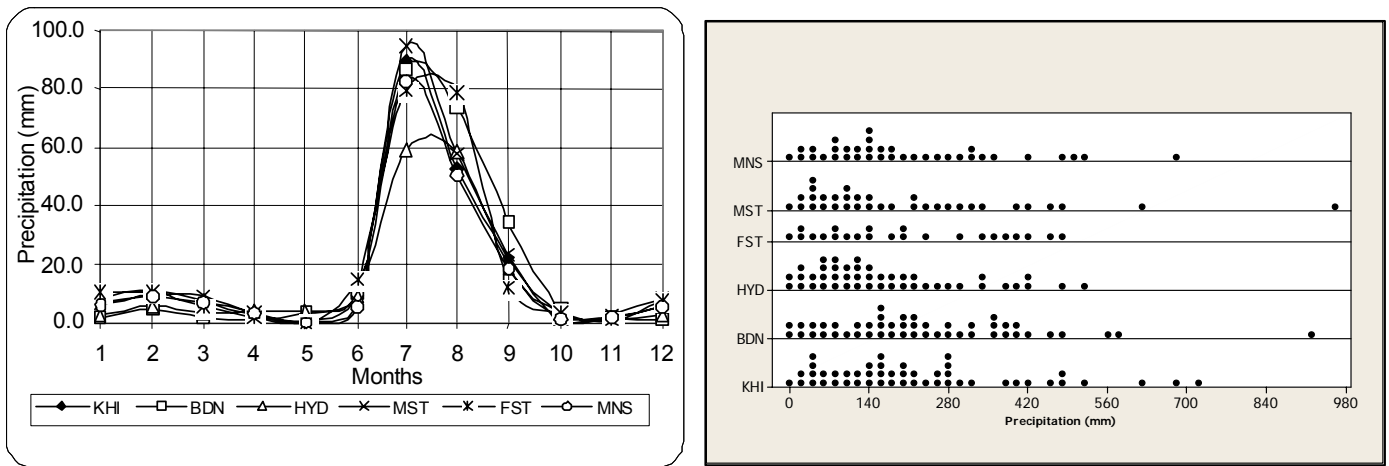 100.0
80.0
60.0
40.0
20.0
0.0
Precipitation (mm)
1 2 3 4 5 6 7 8 9 10 11 12
Months
KHI BDN HYD MST FST MNS
MNS
MST
FST
HYD
BDN
KHI
0 140 280 420 560 700 840 980
Precipitation (mm)